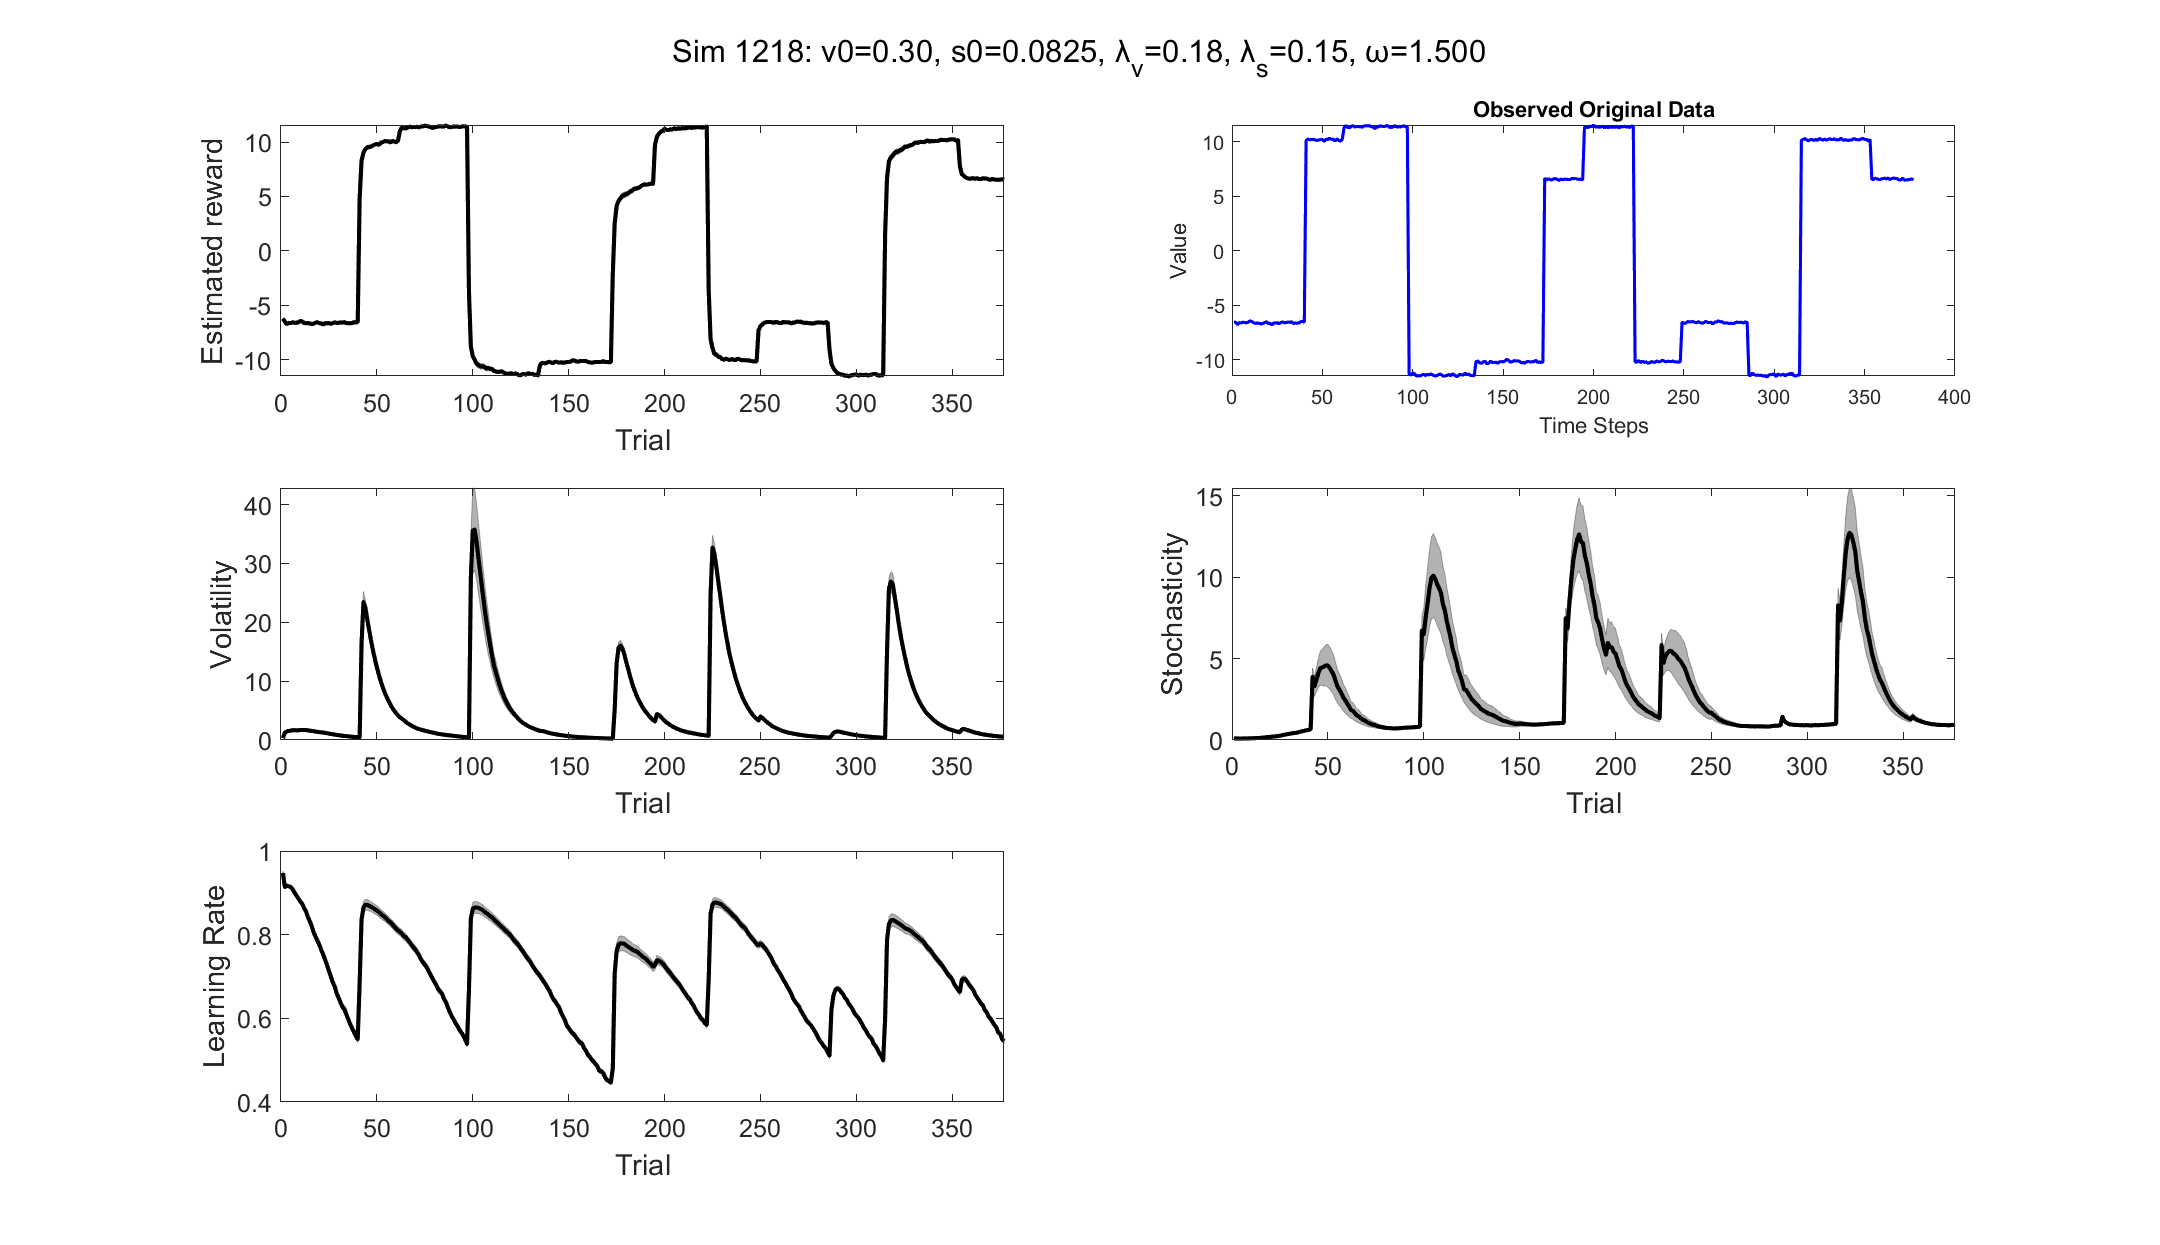 Sim 1218: v0=0.30, s0=0.0825, λ_v=0.18, λ_s=0.15, ω=1.500
Estimated reward
10
5
0
-5
-10
0 50 100 150 200 250 300 350
Trial
Observed Original Data
Value
10
5
0
-5
-10
0 50 100 150 200 250 300 350 400
Time Steps
Volatility
40
30
20
10
0
0 50 100 150 200 250 300 350
Trial
Stochasticity
15
10
5
0
0 50 100 150 200 250 300 350
Trial
Learning Rate
1
0.8
0.6
0.4
0 50 100 150 200 250 300 350
Trial